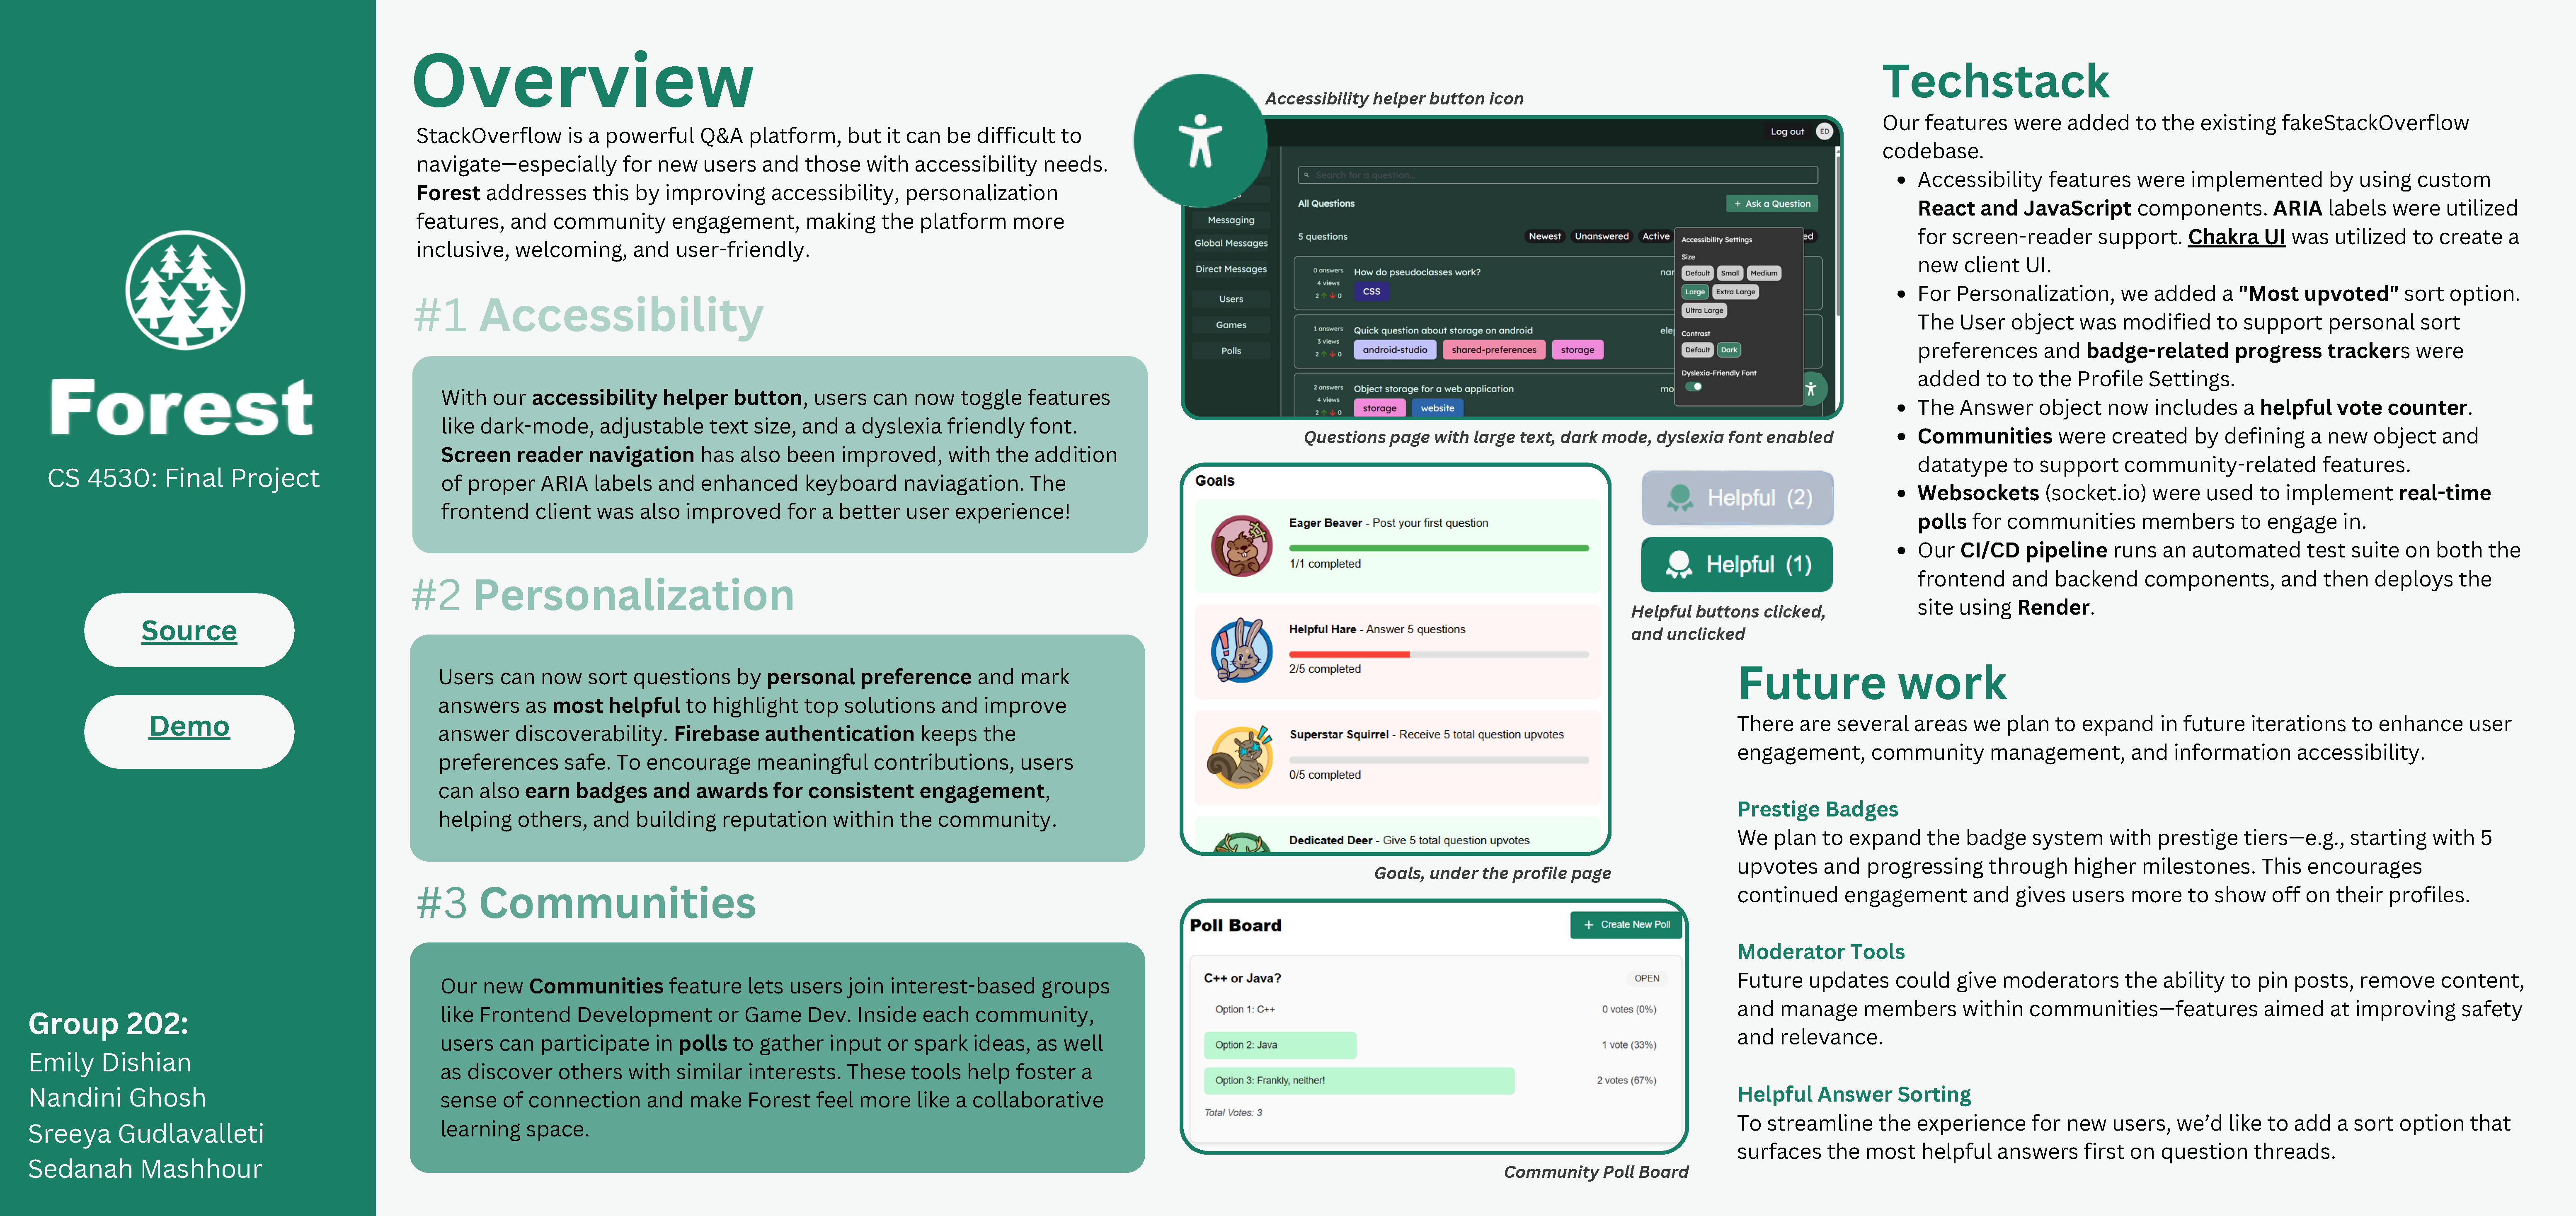 Forest
CS 4530: Final Project
Source
Demo
Group 202:
Emily Dishian
Nandini Ghosh
Sreeya Gudlavalleti
Sedanah Mashhour
Overview
StackOverflow is a powerful Q&A platform, but it can be difficult to
navigate—especially for new users and those with accessibility needs.
Forest addresses this by improving accessibility, personalization
features, and community engagement, making the platform more
inclusive, welcoming, and user-friendly.
#1 Accessibility
With our accessibility helper button, users can now toggle features
like dark-mode, adjustable text size, and a dyslexia friendly font.
Screen reader navigation has also been improved, with the addition
of proper ARIA labels and enhanced keyboard naviagation. The
frontend client was also improved for a better user experience!
#2 Personalization
Users can now sort questions by personal preference and mark
answers as most helpful to highlight top solutions and improve
answer discoverability. Firebase authentication keeps the
preferences safe. To encourage meaningful contributions, users
can also earn badges and awards for consistent engagement,
helping others, and building reputation within the community.
#3 Communities
Our new Communities feature lets users join interest-based groups
like Frontend Development or Game Dev. Inside each community,
users can participate in polls to gather input or spark ideas, as well
as discover others with similar interests. These tools help foster a
sense of connection and make Forest feel more like a collaborative
learning space.
Accessibility helper button icon
Log out ED
Search for a question...
All Questions
+ Ask a Question
5 questions
Newest Unanswered Active
Messaging
Global Messages
Direct Messages
Users
Games
Polls
0 answers
4 views
2 0
How do pseudoclasses work?
CSS
1 answers
3 views
2 0
Quick question about storage on android
android-studio shared-preferences storage
2 answers
4 views
2 0
Object storage for a web application
storage website
Accessibility Settings
Size
Default Small Medium
Large Extra Large
Ultra Large
Contrast
Default Dark
Dyslexia-Friendly Font
Questions page with large text, dark mode, dyslexia font enabled
Goals
Eager Beaver - Post your first question
1/1 completed
Helpful Hare - Answer 5 questions
2/5 completed
Superstar Squirrel - Receive 5 total question upvotes
0/5 completed
Dedicated Deer - Give 5 total question upvotes
Goals, under the profile page
Helpful (2)
Helpful (1)
Helpful buttons clicked,
and unclicked
Poll Board
+ Create New Poll
C++ or Java?
OPEN
Option 1: C++ 0 votes (0%)
Option 2: Java 1 vote (33%)
Option 3: Frankly, neither! 2 votes (67%)
Total Votes: 3
Community Poll Board
Techstack
Our features were added to the existing fakeStackOverflow
codebase.
• Accessibility features were implemented by using custom
React and JavaScript components. ARIA labels were utilized
for screen-reader support. Chakra UI was utilized to create a
new client UI.
• For Personalization, we added a "Most upvoted" sort option.
The User object was modified to support personal sort
preferences and badge-related progress trackers were
added to to the Profile Settings.
• The Answer object now includes a helpful vote counter.
• Communities were created by defining a new object and
datatype to support community-related features.
• Websockets (socket.io) were used to implement real-time
polls for communities members to engage in.
• Our CI/CD pipeline runs an automated test suite on both the
frontend and backend components, and then deploys the
site using Render.
Future work
There are several areas we plan to expand in future iterations to enhance user
engagement, community management, and information accessibility.
Prestige Badges
We plan to expand the badge system with prestige tiers—e.g., starting with 5
upvotes and progressing through higher milestones. This encourages
continued engagement and gives users more to show off on their profiles.
Moderator Tools
Future updates could give moderators the ability to pin posts, remove content,
and manage members within communities—features aimed at improving safety
and relevance.
Helpful Answer Sorting
To streamline the experience for new users, we'd like to add a sort option that
surfaces the most helpful answers first on question threads.